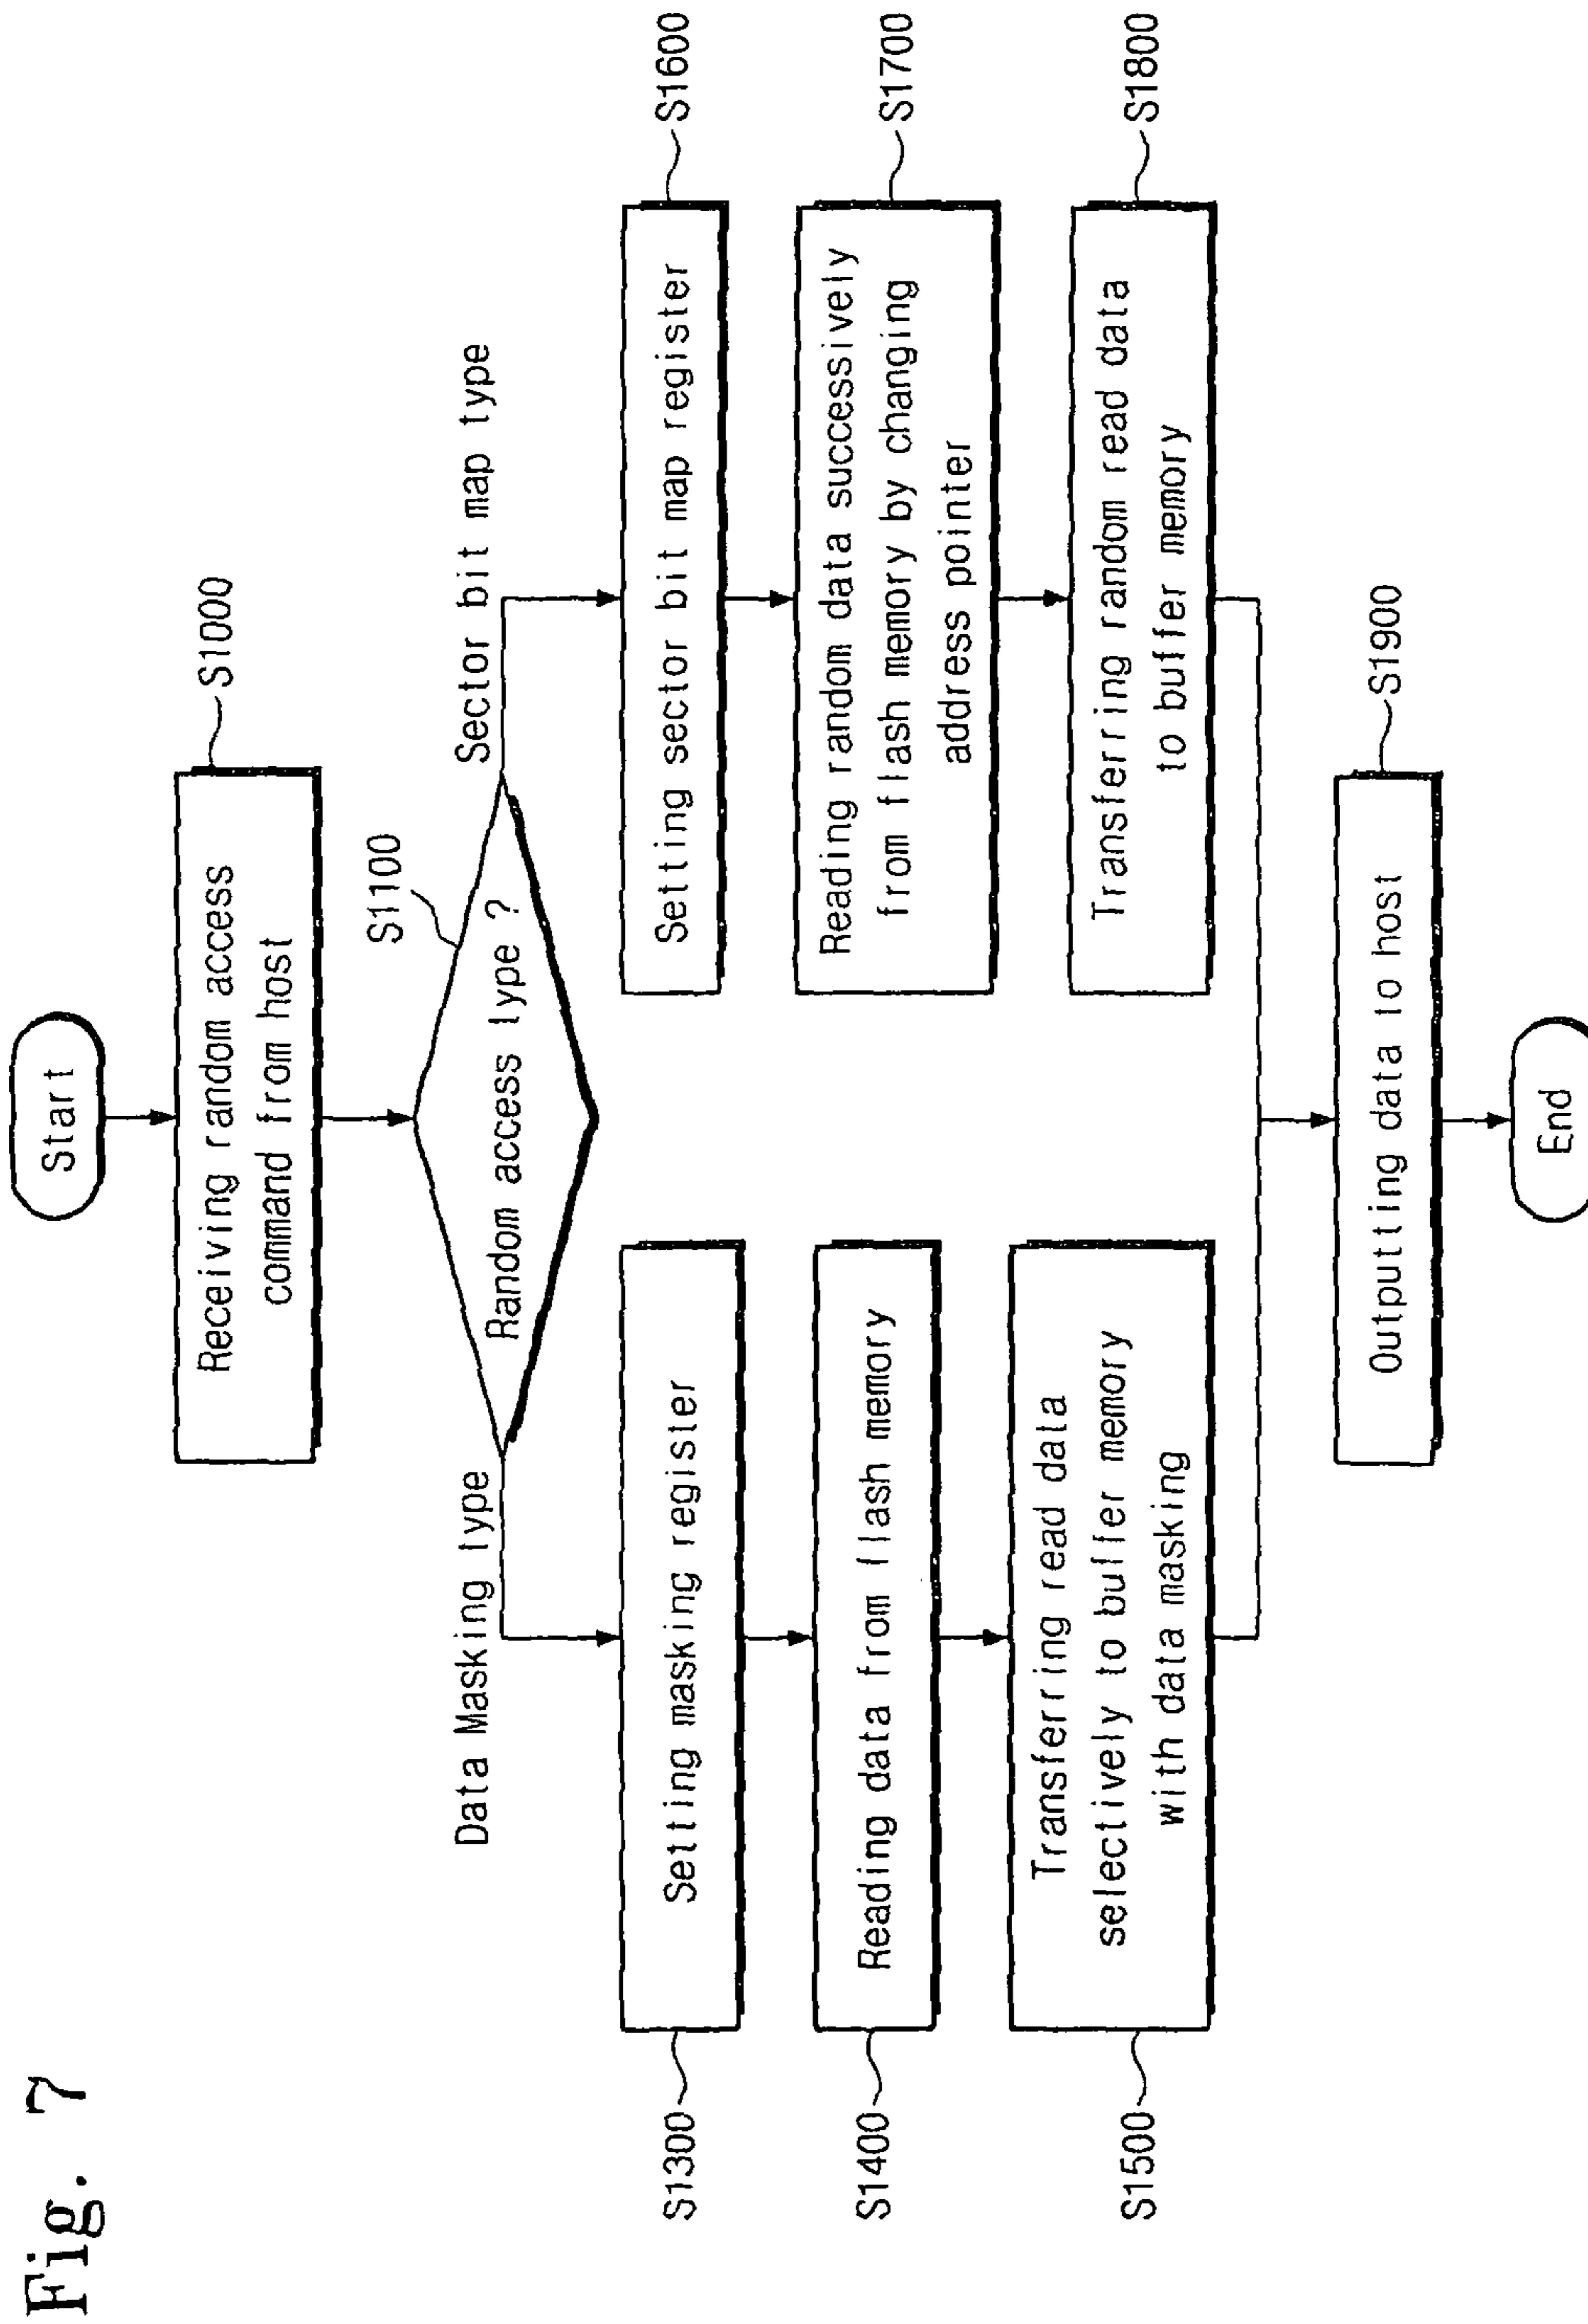 Fig. 7
Start
Receiving random access
command from host
S1000
S1100
Random access type ?
Data Masking type
Sector bit map type
S1300
Setting masking register
S1400
Reading data from flash memory
S1500
Transferring read data
selectively to buffer memory
with data masking
Setting sector bit map register
S1600
Reading random data successively
from flash memory by changing
address pointer
S1700
Transferring random read data
to buffer memory
S1800
Outputting data to host
S1900
End